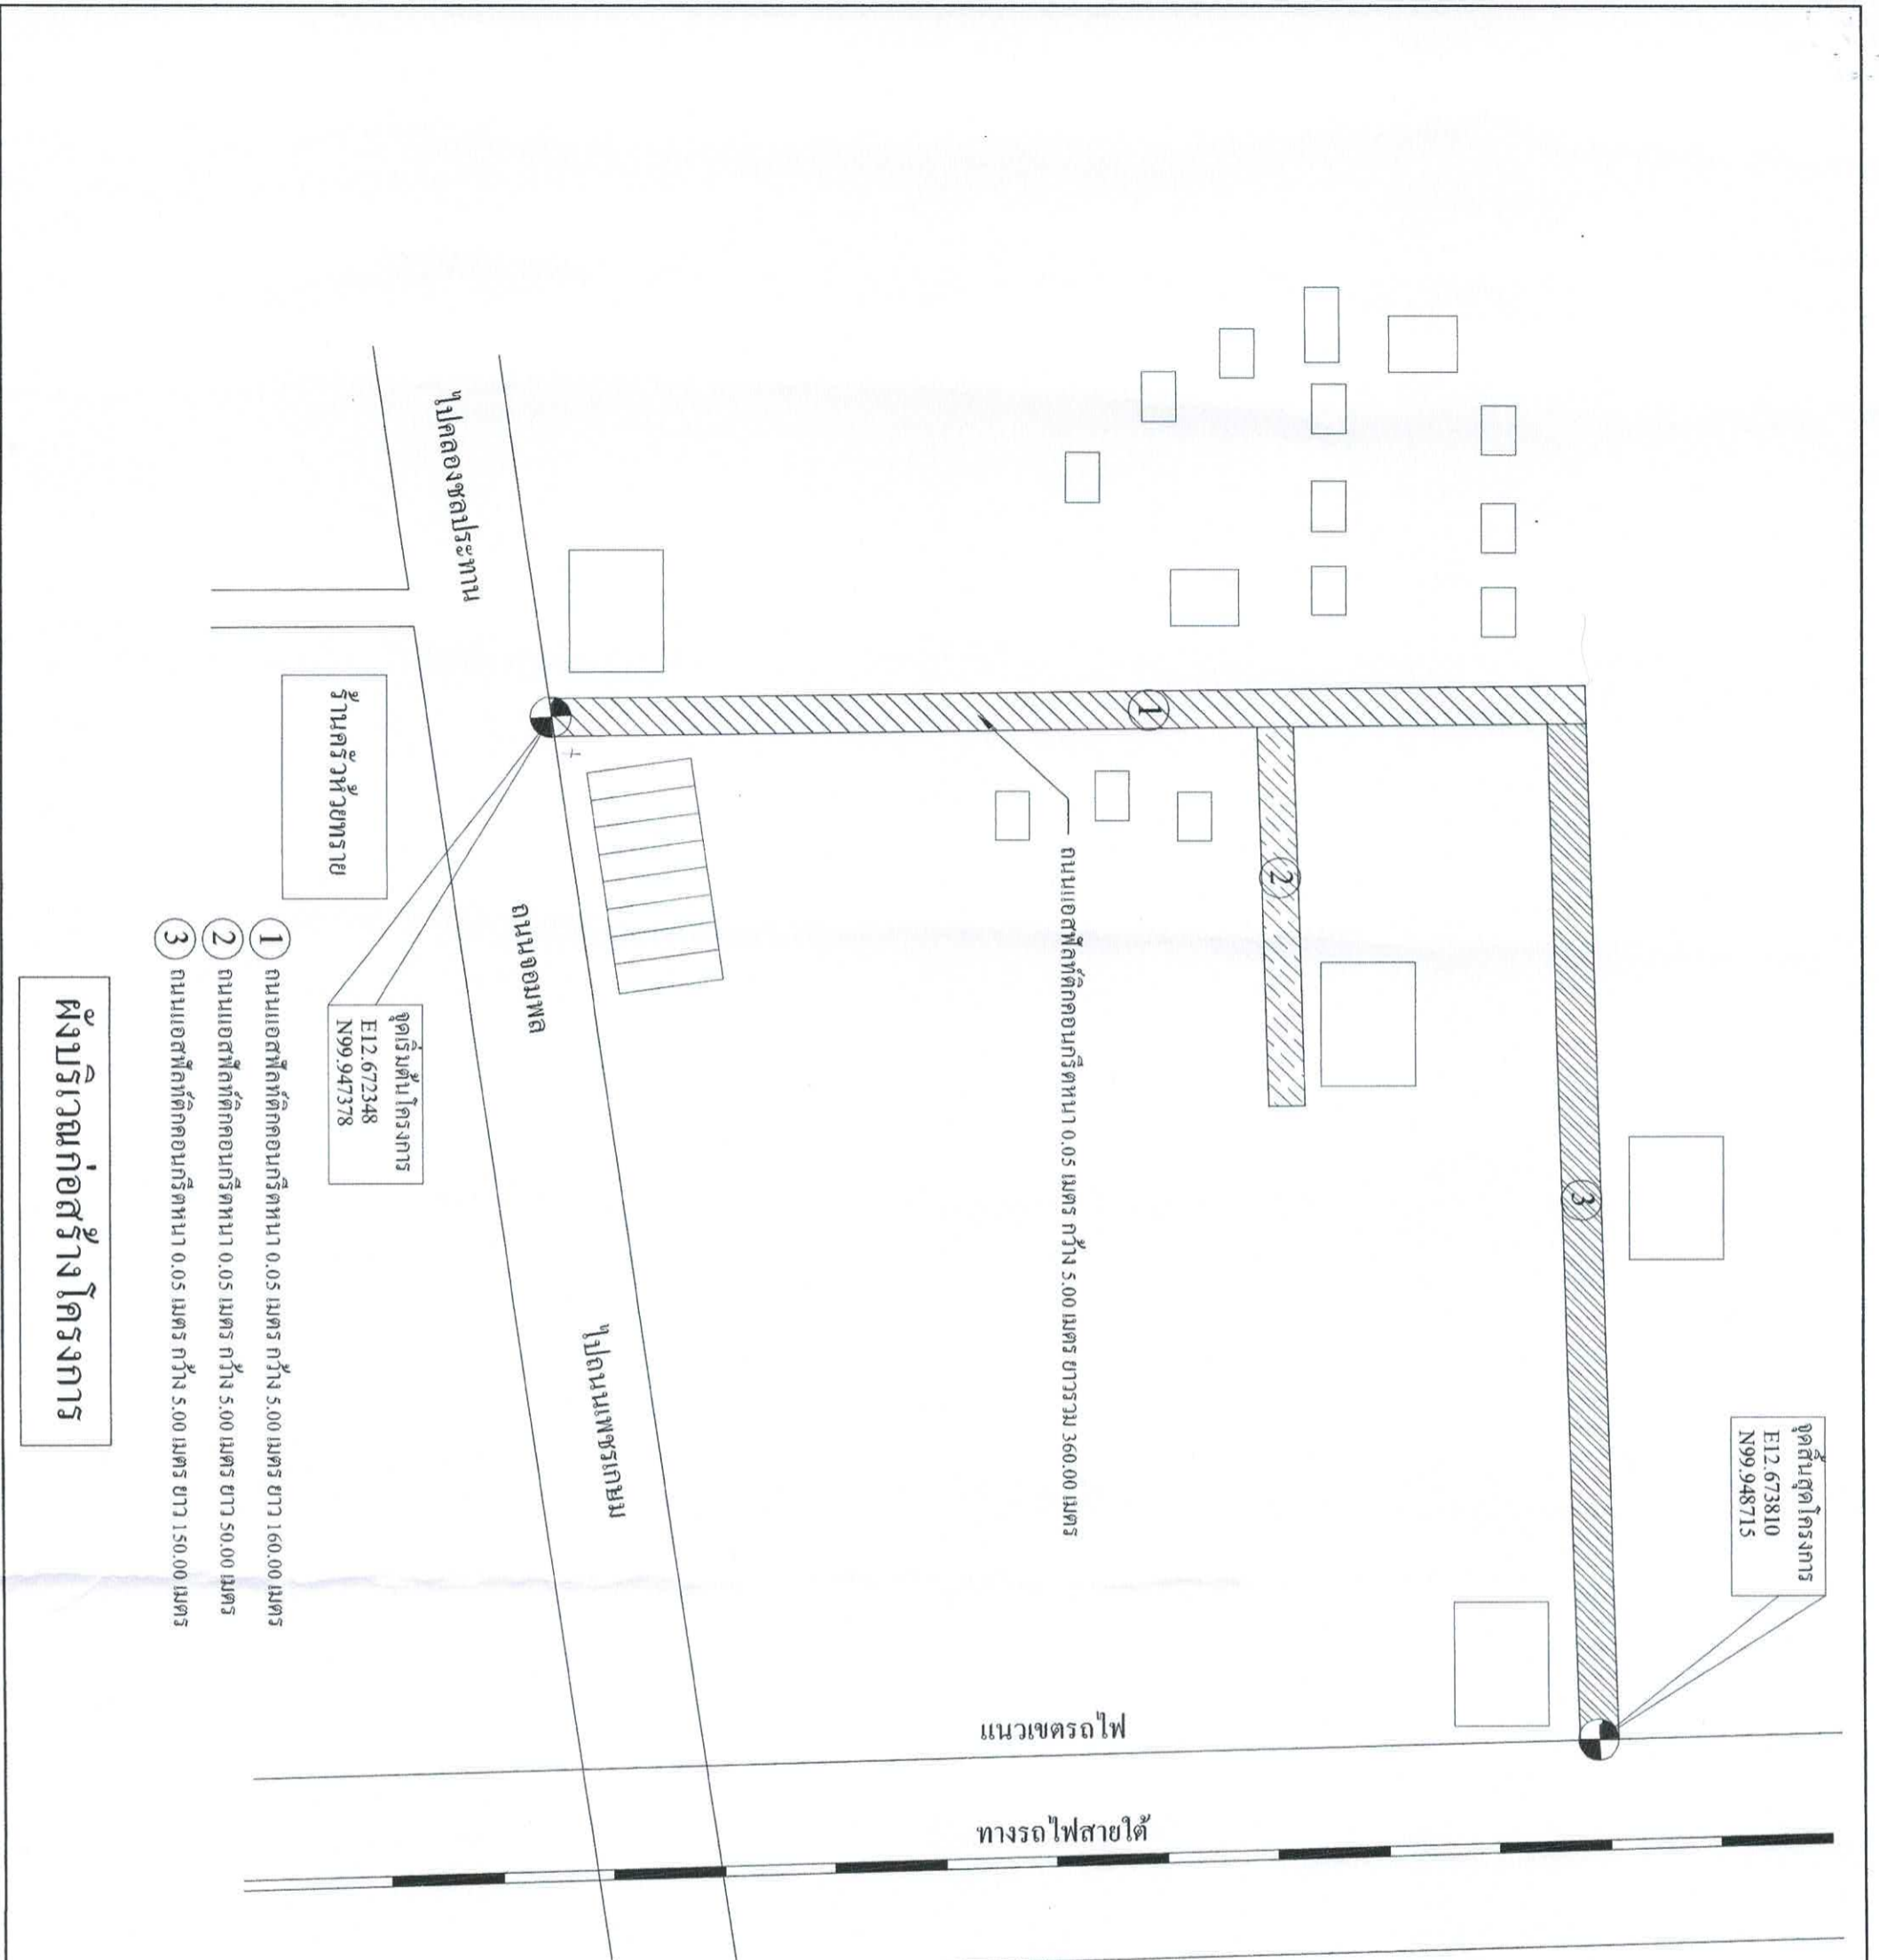 จุดสิ้นสุดโครงการ
E12.673810
N99.948715
3
2
1
ถนนแอสฟัลท์ติกคอนกรีตหนา 0.05 เมตร กว้าง 5.00 เมตร ยาวรวม 360.00 เมตร
แนวเขตรถไฟ
ทางรถไฟสายใต้
ไปคลองชลประทาน
ถนนจอมพล
ไปถนนเพชรเกษม
ร้านครัวห้วยทราย
จุดเริ่มต้นโครงการ
E12.672348
N99.947378
1 ถนนแอสฟัลท์ติกคอนกรีตหนา 0.05 เมตร กว้าง 5.00 เมตร ยาว 160.00 เมตร
2 ถนนแอสฟัลท์ติกคอนกรีตหนา 0.05 เมตร กว้าง 5.00 เมตร ยาว 50.00 เมตร
3 ถนนแอสฟัลท์ติกคอนกรีตหนา 0.05 เมตร กว้าง 5.00 เมตร ยาว 150.00 เมตร
ผังบริเวณก่อสร้างโครงการ